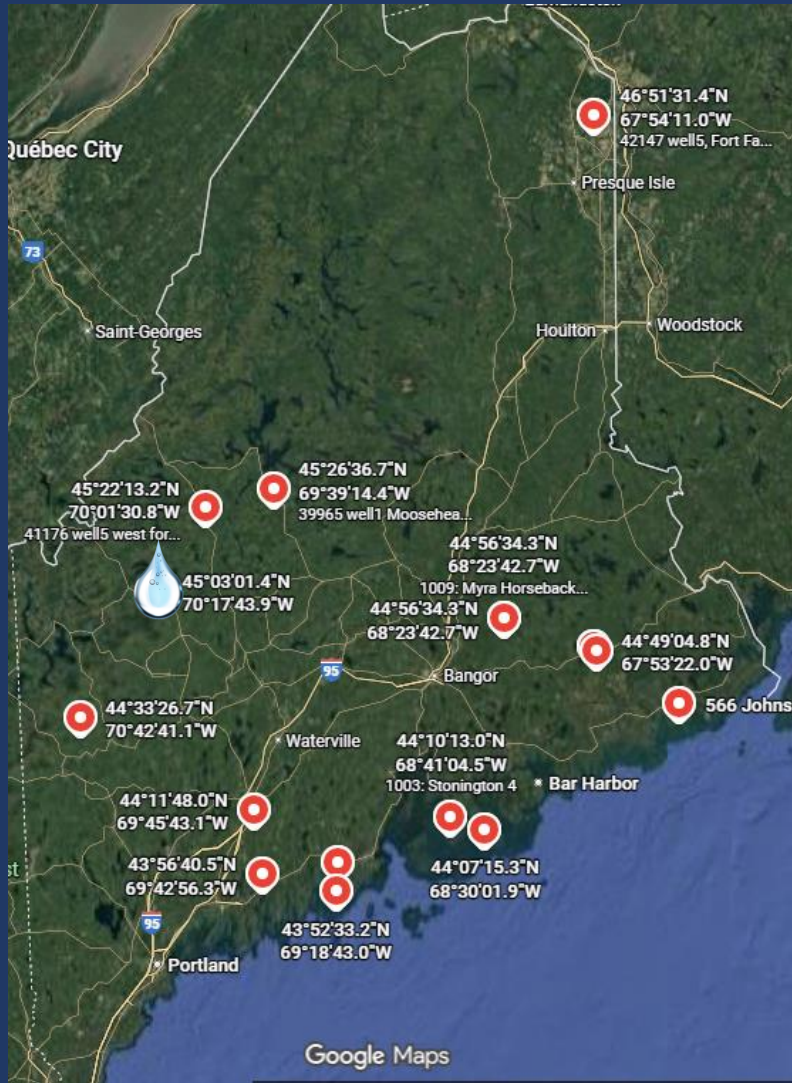 46°51'31.4"N
67°54'11.0"W
42147 well5, Fort Fa...
Québec City
Presque Isle
73
Saint-Georges
Houlton
Woodstock
45°26'36.7"N
69°39'14.4"W
39965 well1 Moosehea...
45°22'13.2"N
70°01'30.8"W
41176 well5 west for...
44°56'34.3"N
68°23'42.7"W
1009: Myra Horseback...
45°03'01.4"N
70°17'43.9"W
44°56'34.3"N
68°23'42.7"W
44°49'04.8"N
67°53'22.0"W
95
Bangor
44°33'26.7"N
70°42'41.1"W
566 Johns
Waterville
44°10'13.0"N
68°41'04.5"W
1003: Stonington 4
Bar Harbor
44°11'48.0"N
69°45'43.1"W
43°56'40.5"N
69°42'56.3"W
44°07'15.3"N
68°30'01.9"W
95
43°52'33.2"N
69°18'43.0"W
Portland
Google Maps